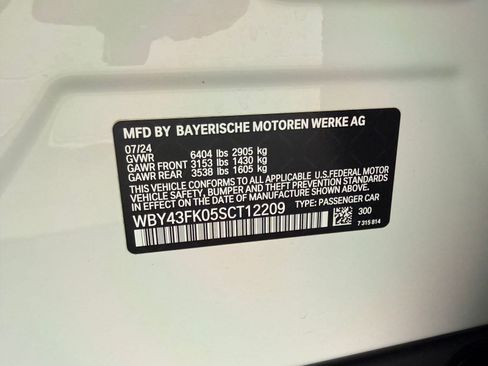 MFD BY BAYERISCHE MOTOREN WERKE AG
07/24
GVWR 6404 lbs 2905 kg
GAWR FRONT 3153 lbs 1430 kg
GAWR REAR 3538 lbs 1605 kg
THIS VEHICLE CONFORMS TO ALL APPLICABLE U.S.FEDERAL MOTOR
VEHICLE SAFETY, BUMPER, AND THEFT PREVENTION STANDARDS
IN EFFECT ON THE DATE OF MANUFACTURE SHOWN ABOVE.
WBY43FK05SCT12209 TYPE: PASSENGER CAR
300
7 315 814